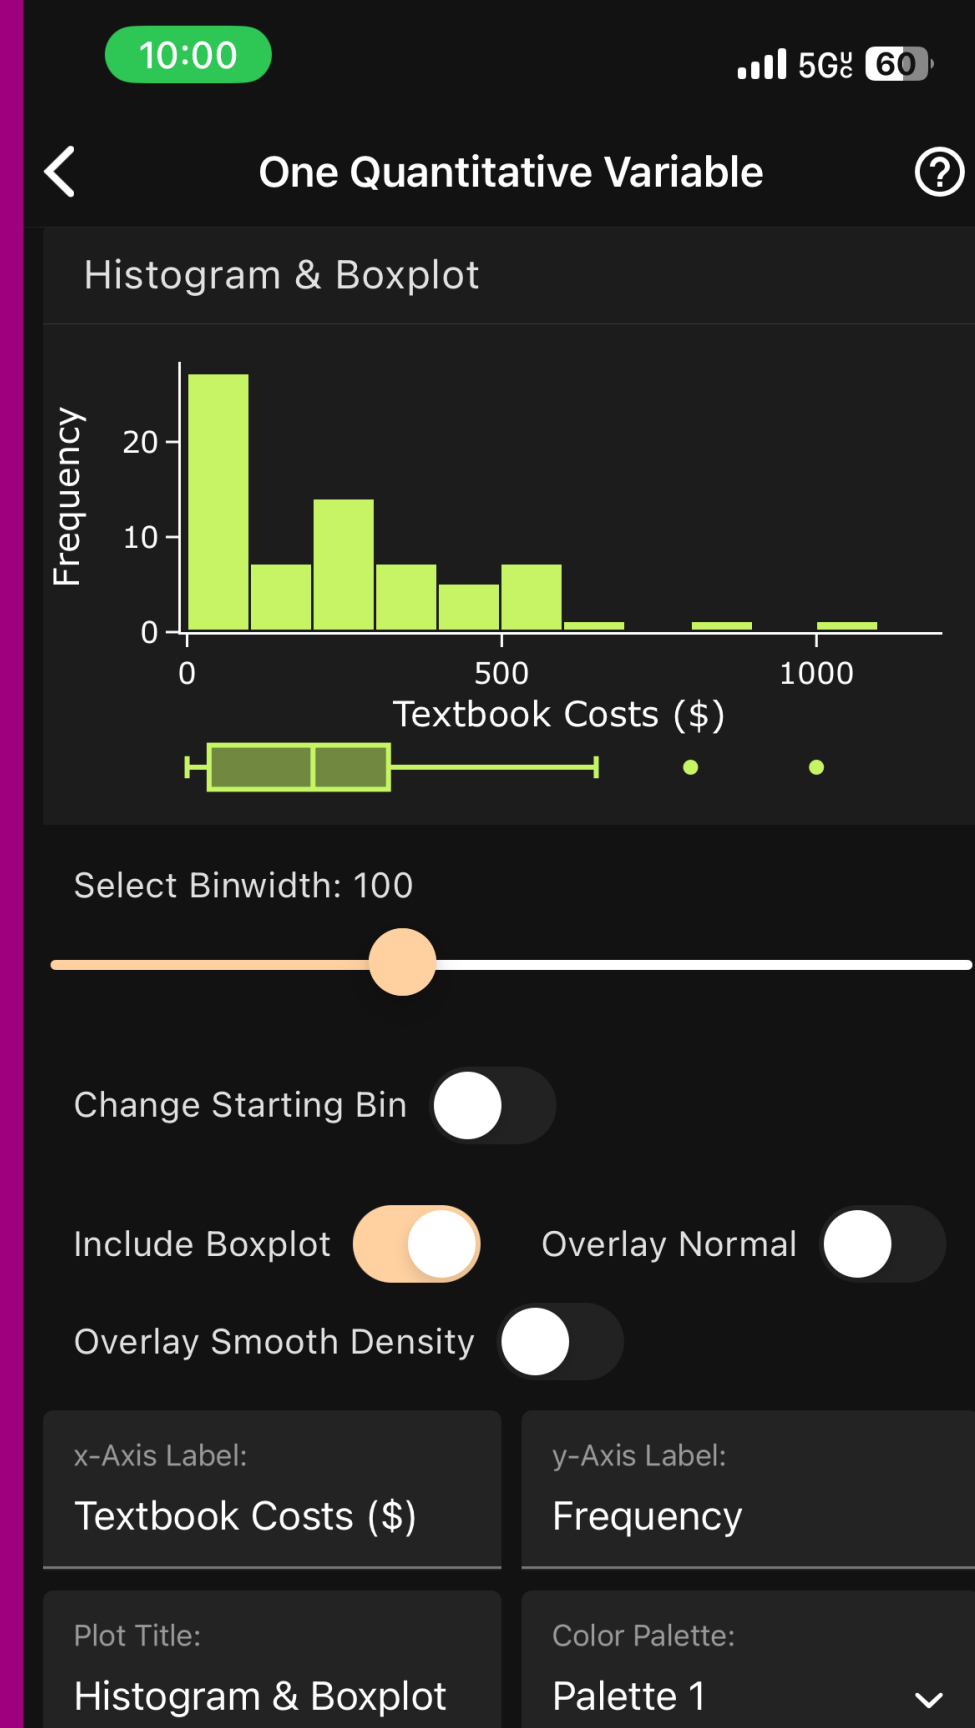 10:00
5G UC 60
One Quantitative Variable
Histogram & Boxplot
Frequency
20
10
0
0 500 1000
Textbook Costs ($)
Select Binwidth: 100
Change Starting Bin
Include Boxplot Overlay Normal
Overlay Smooth Density
x-Axis Label: y-Axis Label:
Textbook Costs ($) Frequency
Plot Title: Color Palette:
Histogram & Boxplot Palette 1